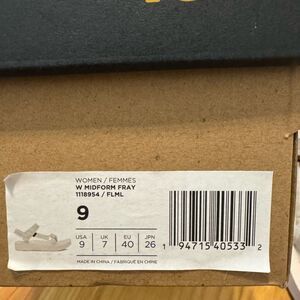 WOMEN / FEMMES
W MIDFORM FRAY
1118954 / FLML
9
USA UK EU JPN
9 7 40 26
MADE IN CHINA / FABRIQUÉ EN CHINE
1 94715 40533 2